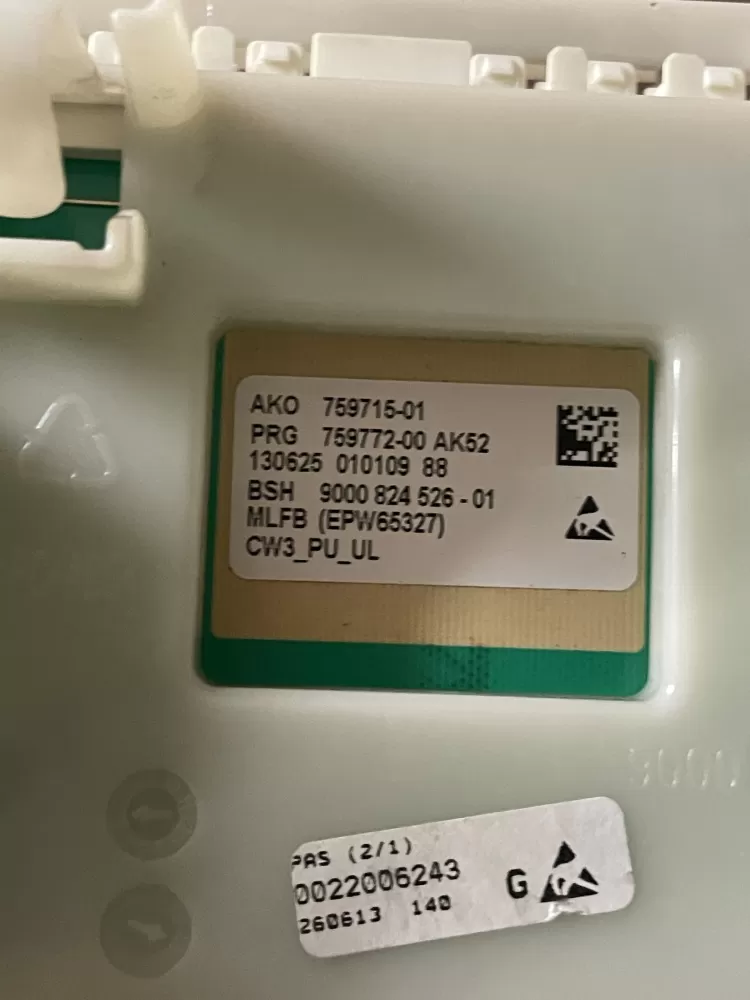 AKO 759715-01
PRG 759772-00 AK52
130625 010109 88
BSH 9000 824 526 - 01
MLFB (EPW65327)
CW3_PU_UL
PAS (2/1)
0022006243
G
260613 140